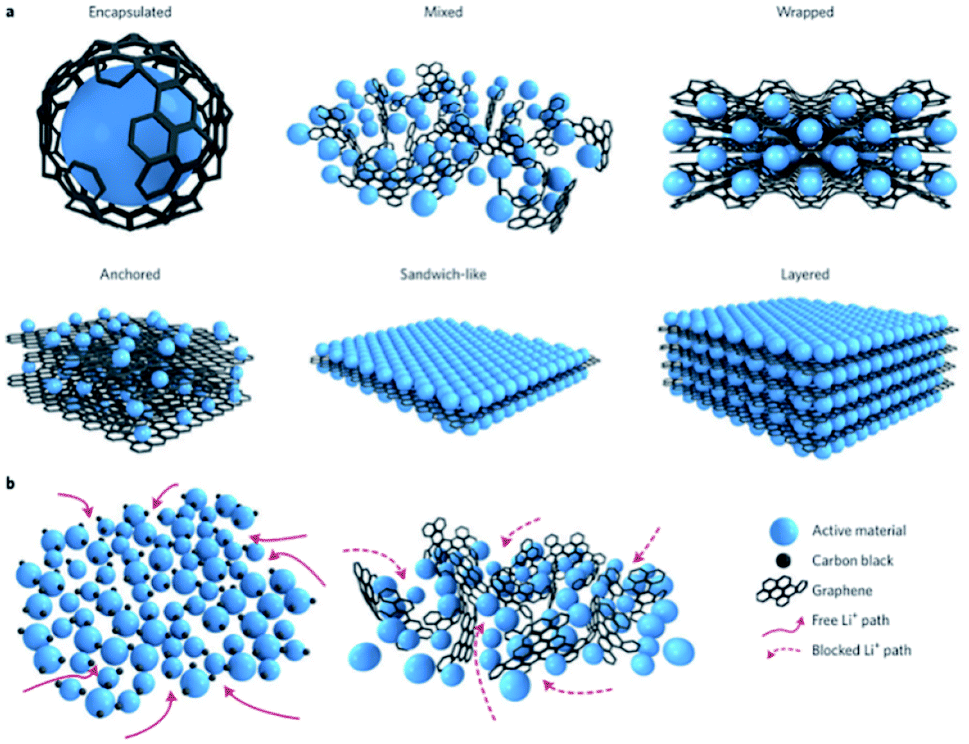 a
Encapsulated
Mixed
Wrapped
Anchored
Sandwich-like
Layered
b
Active material
Carbon black
Graphene
Free Li⁺ path
Blocked Li⁺ path